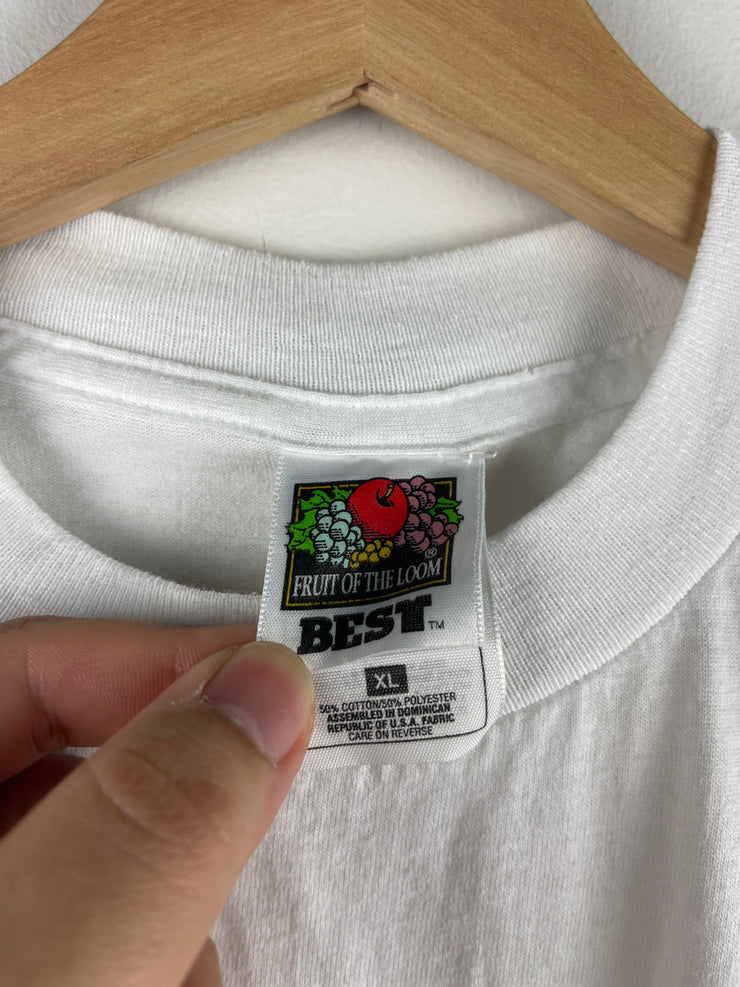 ®
FRUIT OF THE LOOM
BEST™
XL
50% COTTON/50% POLYESTER
ASSEMBLED IN DOMINICAN
REPUBLIC OF U.S.A. FABRIC
CARE ON REVERSE